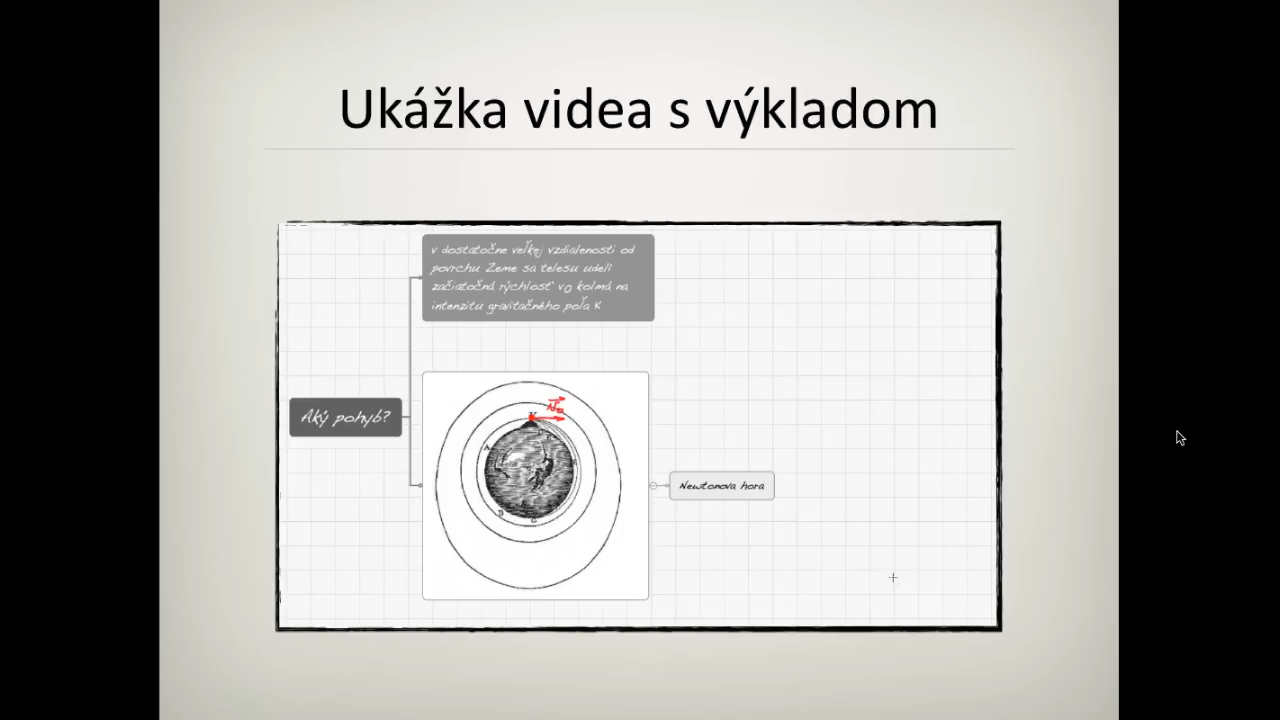 Ukážka videa s výkladom
v dostatočne veľkej vzdialenosti od
povrchu Zeme sa telesu udelí
začiatočná rýchlosť v0 kolmá na
intenzitu gravitačného poľa K
Aký pohyb?
V
A
B
G
Newtonova hora